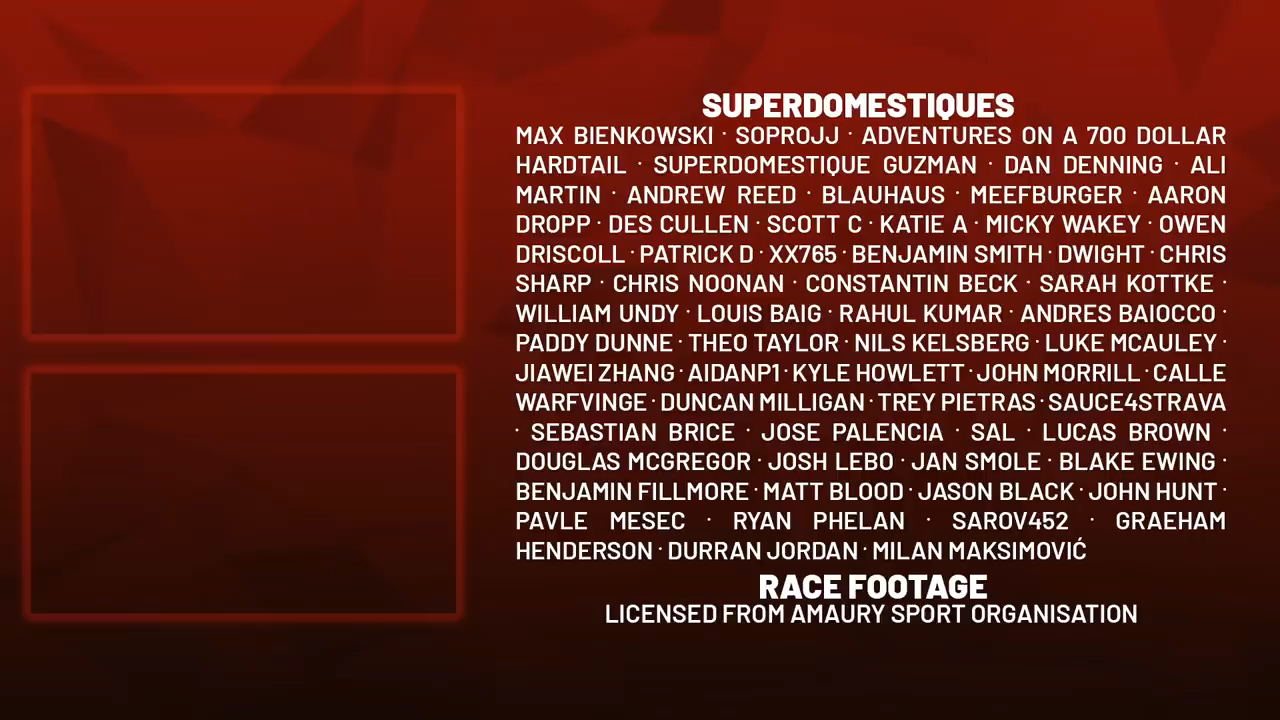 SUPERDOMESTIQUES
MAX BIENKOWSKI · SOPROJJ · ADVENTURES ON A 700 DOLLAR
HARDTAIL · SUPERDOMESTIQUE GUZMAN · DAN DENNING · ALI
MARTIN · ANDREW REED · BLAUHAUS · MEEFBURGER · AARON
DROPP · DES CULLEN · SCOTT C · KATIE A · MICKY WAKEY · OWEN
DRISCOLL · PATRICK D · XX765 · BENJAMIN SMITH · DWIGHT · CHRIS
SHARP · CHRIS NOONAN · CONSTANTIN BECK · SARAH KOTTKE ·
WILLIAM UNDY · LOUIS BAIG · RAHUL KUMAR · ANDRES BAIOCCO ·
PADDY DUNNE · THEO TAYLOR · NILS KELSBERG · LUKE MCAULEY ·
JIAWEI ZHANG · AIDANP1 · KYLE HOWLETT · JOHN MORRILL · CALLE
WARFVINGE · DUNCAN MILLIGAN · TREY PIETRAS · SAUCE4STRAVA
· SEBASTIAN BRICE · JOSE PALENCIA · SAL · LUCAS BROWN ·
DOUGLAS MCGREGOR · JOSH LEBO · JAN SMOLE · BLAKE EWING ·
BENJAMIN FILLMORE · MATT BLOOD · JASON BLACK · JOHN HUNT ·
PAVLE MESEC · RYAN PHELAN · SAROV452 · GRAEHAM
HENDERSON · DURRAN JORDAN · MILAN MAKSIMOVIĆ
RACE FOOTAGE
LICENSED FROM AMAURY SPORT ORGANISATION